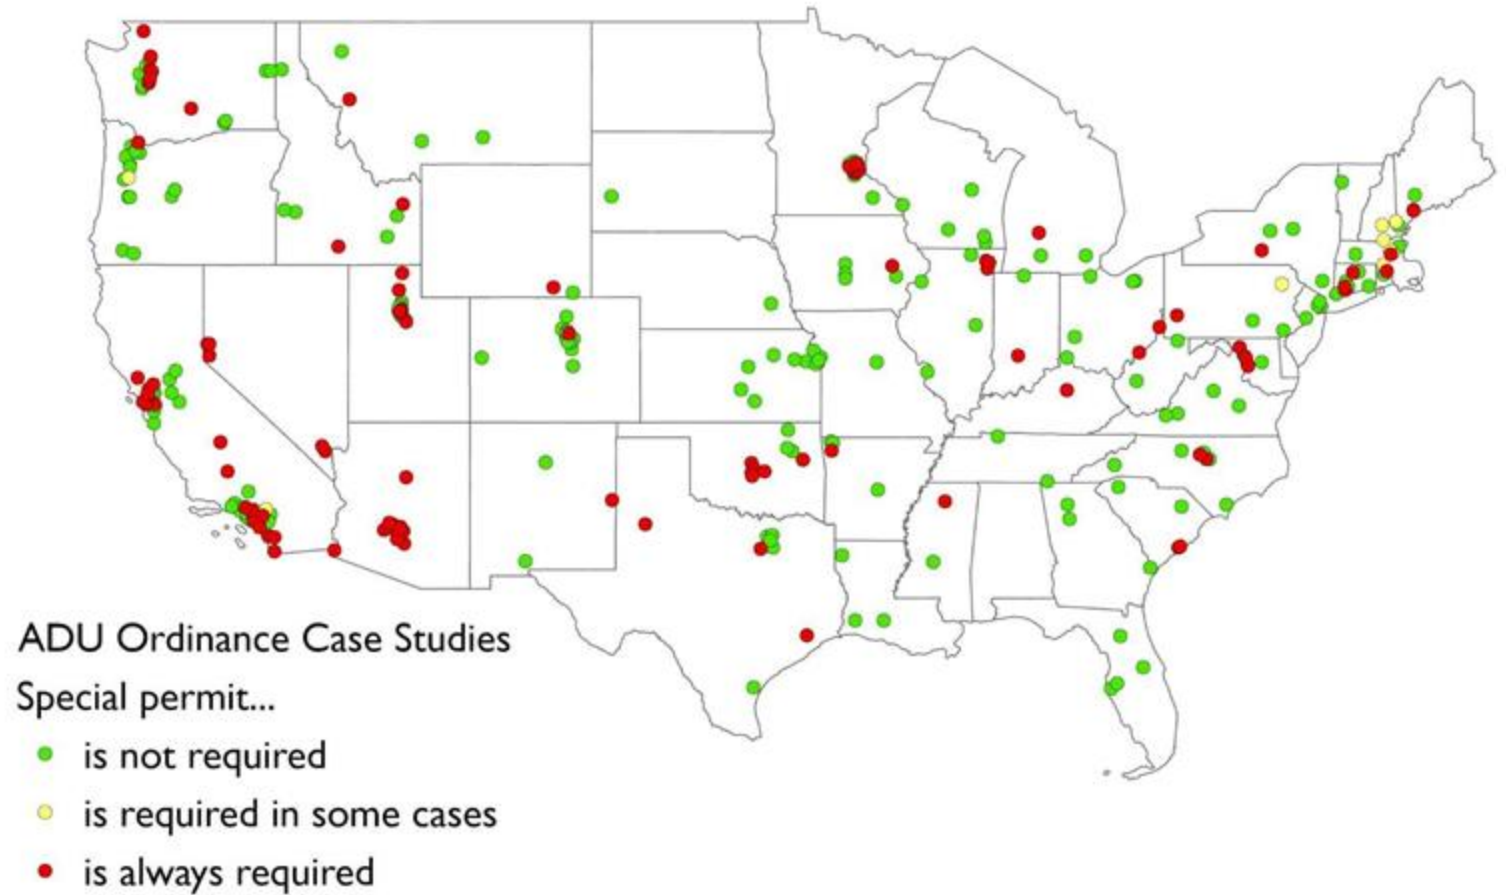 ADU Ordinance Case Studies
Special permit...
is not required
is required in some cases
is always required